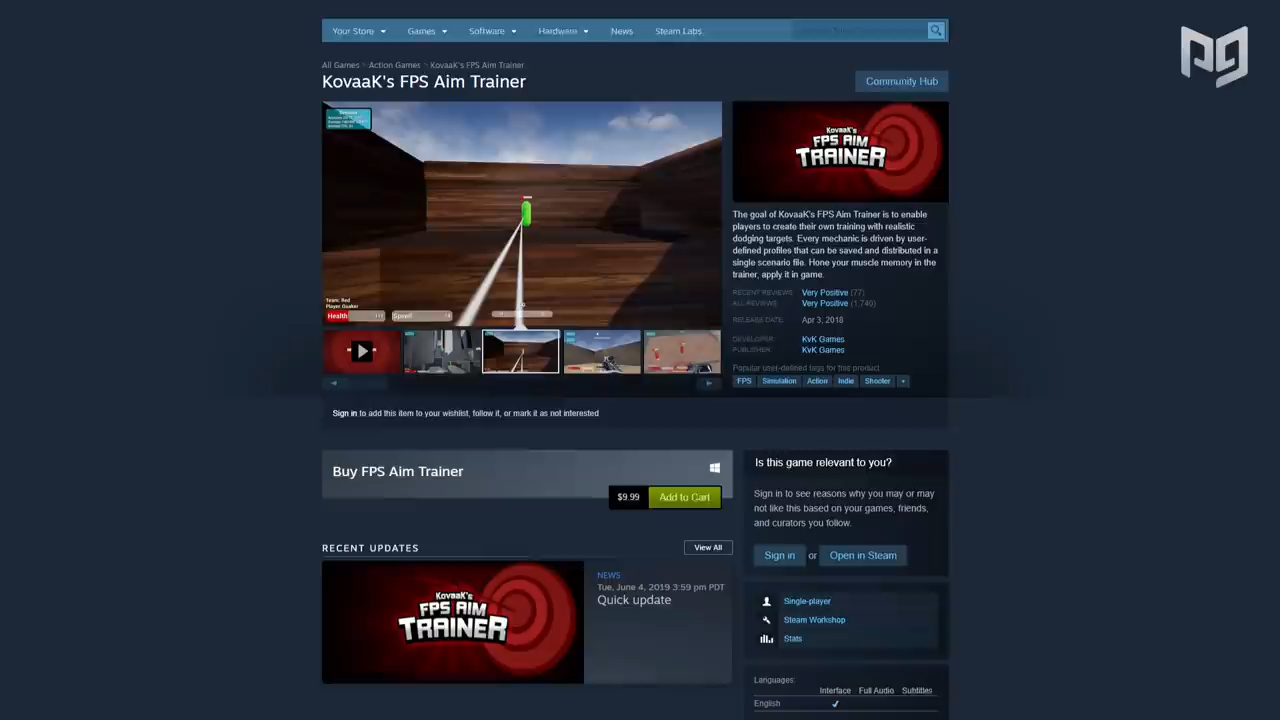 Your Store Games Software Hardware News Steam Labs
All Games > Action Games > KovaaK's FPS Aim Trainer
KovaaK's FPS Aim Trainer
Community Hub
Team: Red
Health
Speed
KovaaK's
FPS AIM
TRAINER
The goal of KovaaK's FPS Aim Trainer is to enable
players to create their own training with realistic
dodging targets. Every mechanic is driven by user-
defined profiles that can be saved and distributed in a
single scenario file. Hone your muscle memory in the
trainer, apply it in game.
RECENT REVIEWS: Very Positive (77)
ALL REVIEWS: Very Positive (1,740)
RELEASE DATE: Apr 3, 2018
DEVELOPER: KvK Games
PUBLISHER: KvK Games
Popular user-defined tags for this product
FPS Simulation Action Indie Shooter +
Sign in to add this item to your wishlist, follow it, or mark it as not interested
Buy FPS Aim Trainer
$9.99 Add to Cart
RECENT UPDATES View All
KovaaK's
FPS AIM
TRAINER
NEWS
Tue, June 4, 2019 3:59 pm PDT
Quick update
Is this game relevant to you?
Sign in to see reasons why you may or may
not like this based on your games, friends,
and curators you follow.
Sign in or Open in Steam
Single-player
Steam Workshop
Stats
Languages:
Interface Full Audio Subtitles
English ✔